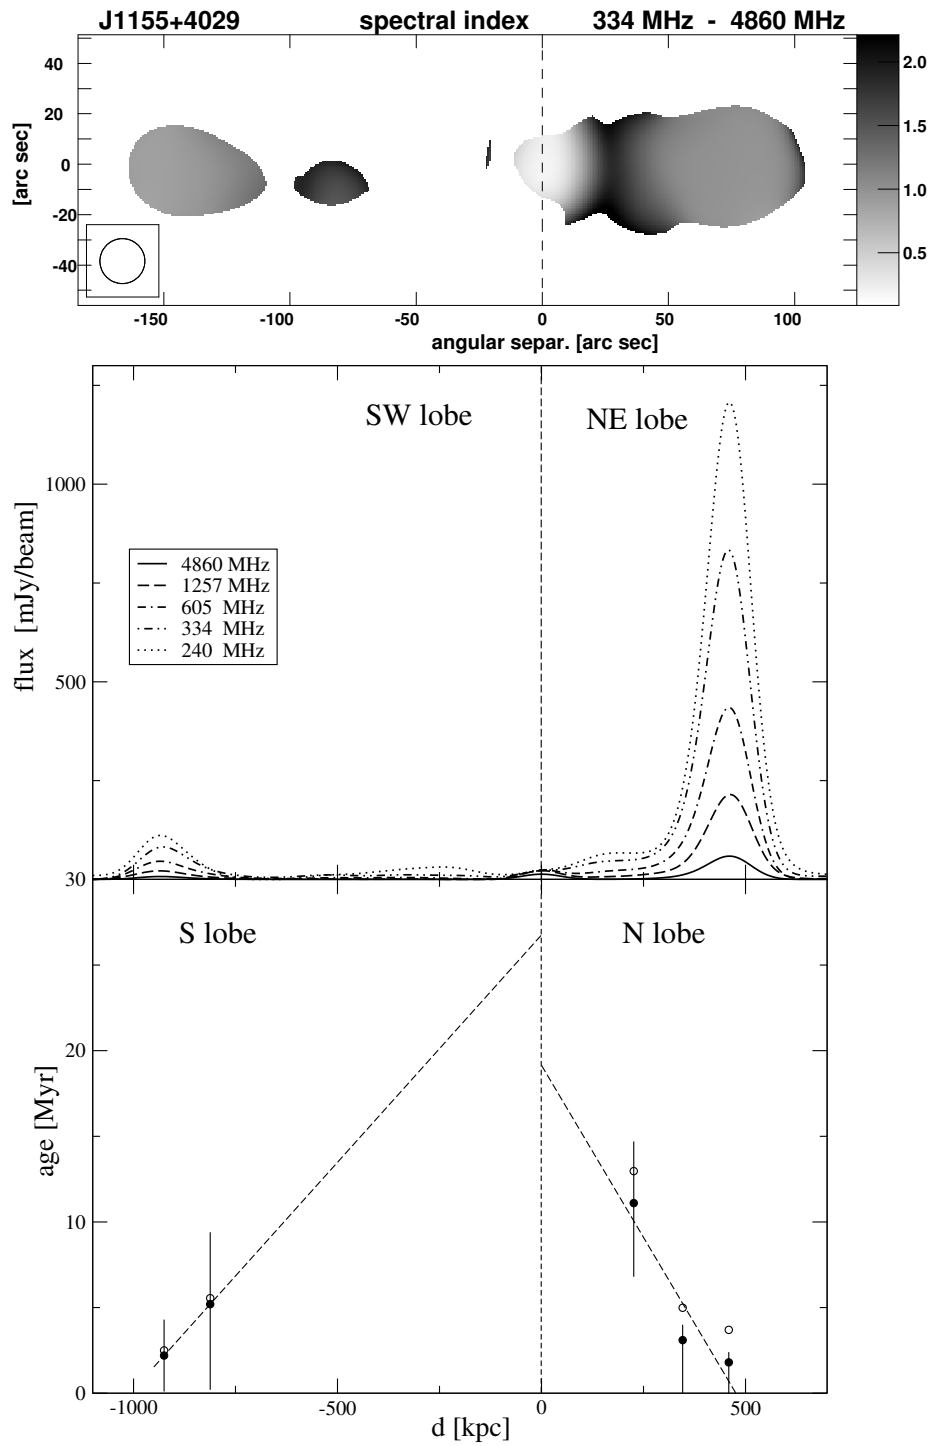 J1155+4029 spectral index 334 MHz - 4860 MHz
[arc sec]
40
20
0
-20
-40
2.0
1.5
1.0
0.5
-150 -100 -50 0 50 100
angular separ. [arc sec]
SW lobe NE lobe
flux [mJy/beam]
1000
500
30
4860 MHz
1257 MHz
605 MHz
334 MHz
240 MHz
S lobe N lobe
age [Myr]
20
10
0
-1000 -500 0 500
d [kpc]